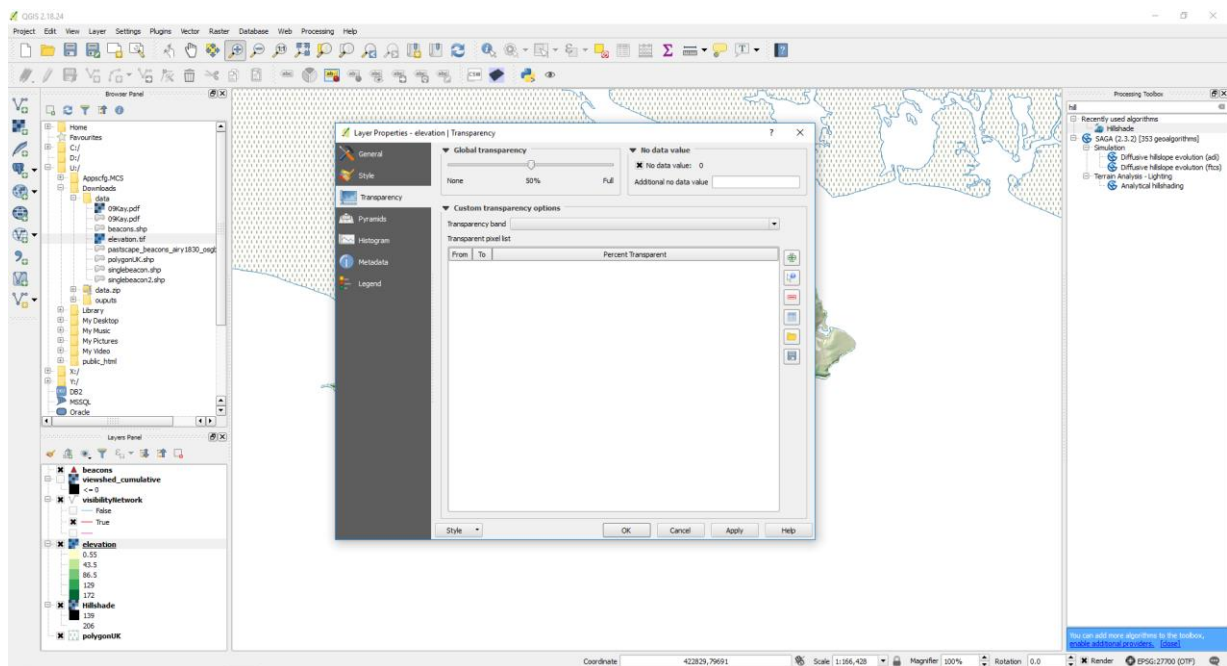 QGIS 2.18.24
Project Edit View Layer Settings Plugins Vector Raster Database Web Processing Help
Browser Panel
Home
Favourites
C:/
D:/
U:/
Appscfg.MCS
Downloads
data
09Kay.pdf
09Kay.pdf
beacons.shp
elevation.tif
pastscape_beacons_airy1830_osgb
polygonUK.shp
singlebeacon.shp
singlebeacon2.shp
data.zip
ouputs
Library
My Desktop
My Music
My Pictures
My Video
public_html
X:/
Y:/
DB2
MSSQL
Oracle
Layers Panel
beacons
viewshed_cumulative
<= 0
visibilityNetwork
False
True
elevation
0.55
43.5
86.5
129
172
Hillshade
139
206
polygonUK
Layer Properties - elevation | Transparency
General
Style
Transparency
Pyramids
Histogram
Metadata
Legend
Global transparency
None 50% Full
No data value
No data value: 0
Additional no data value
Custom transparency options
Transparency band
Transparent pixel list
From To Percent Transparent
Style OK Cancel Apply Help
Processing Toolbox
hill
Recently used algorithms
Hillshade
SAGA (2.3.2) [353 geoalgorithms]
Simulation
Diffusive hillslope evolution (adi)
Diffusive hillslope evolution (ftcs)
Terrain Analysis - Lighting
Analytical hillshading
You can add more algorithms to the toolbox,
enable additional providers. [close]
Coordinate 422829,79691 Scale 1:166,428 Magnifier 100% Rotation 0.0 Render EPSG:27700 (OTF)